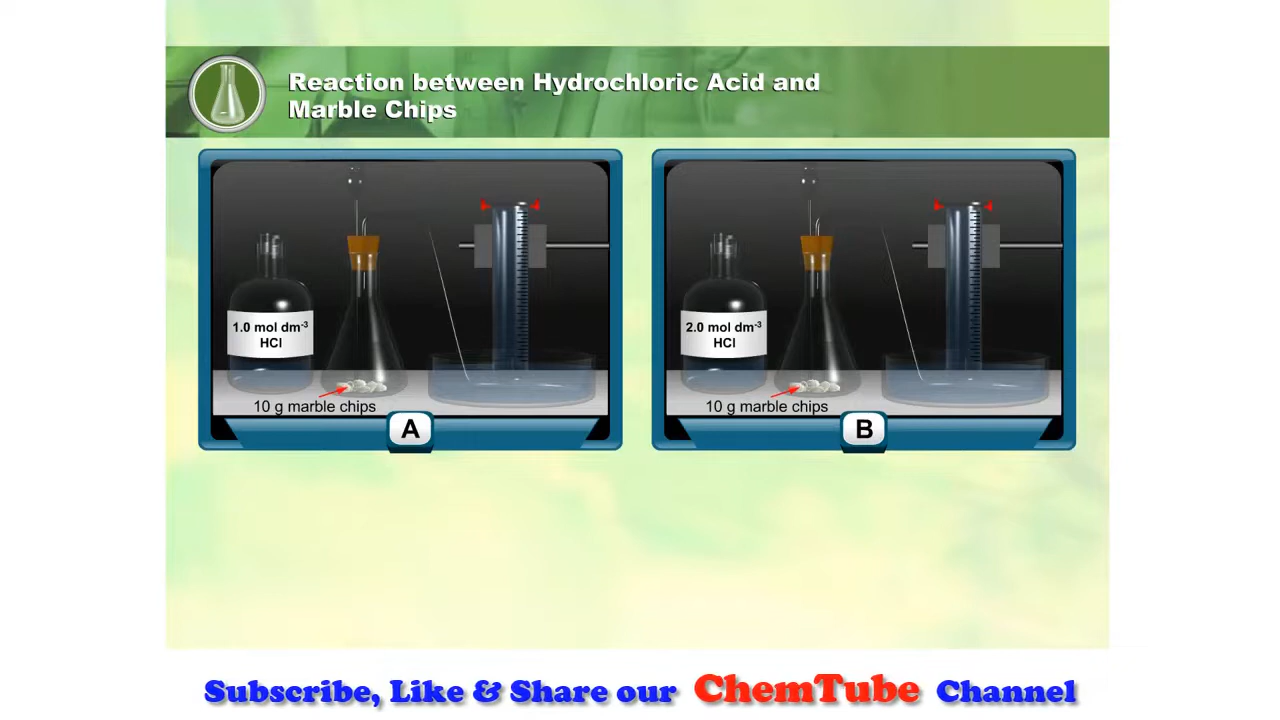 Reaction between Hydrochloric Acid and
Marble Chips
1.0 mol dm⁻³
HCl
10 g marble chips
A
2.0 mol dm⁻³
HCl
10 g marble chips
B
Subscribe, Like & Share our ChemTube Channel